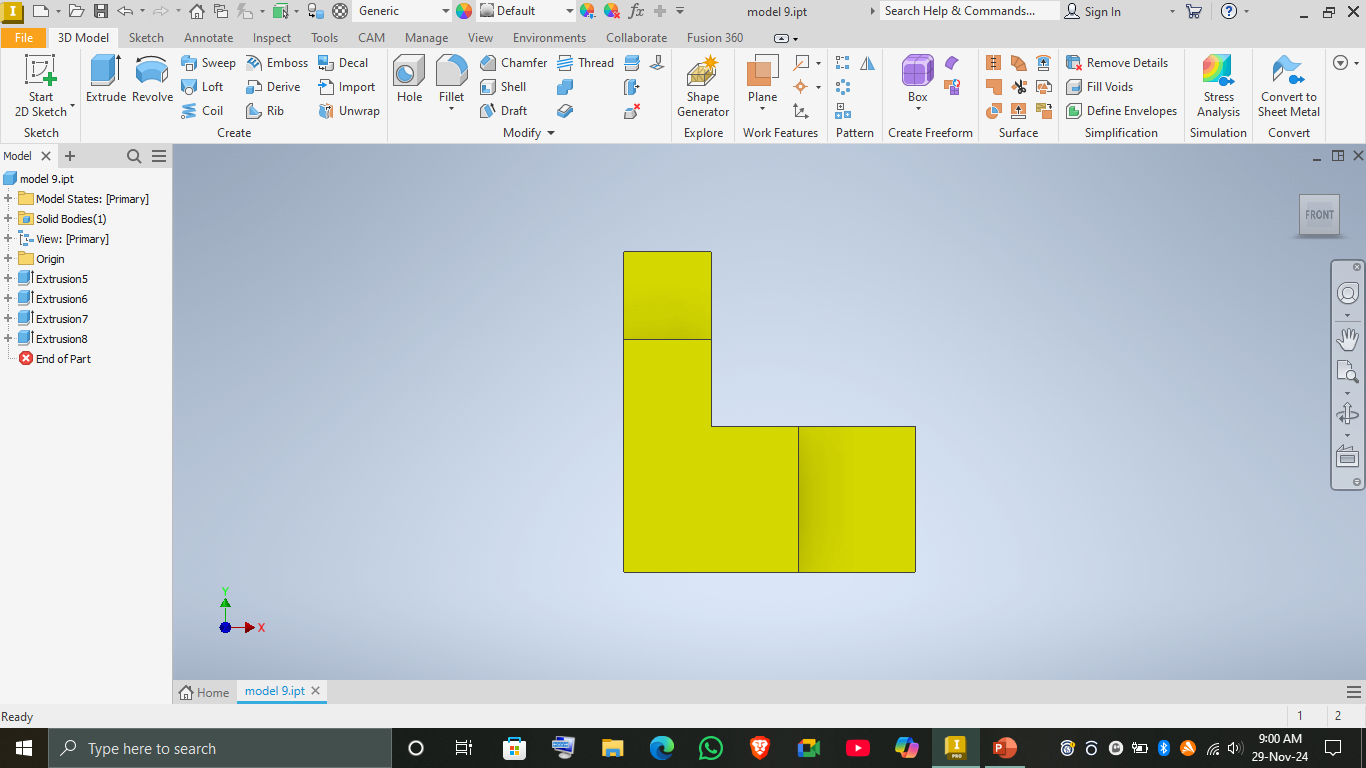 I PRO Generic Default fx model 9.ipt Search Help & Commands... Sign In
File 3D Model Sketch Annotate Inspect Tools CAM Manage View Environments Collaborate Fusion 360
Start
2D Sketch
Extrude
Revolve
Sweep
Loft
Coil
Emboss
Derive
Rib
Decal
Import
Unwrap
Hole
Fillet
Chamfer
Shell
Draft
Thread
Shape
Generator
Plane
Box
Freeform
Remove Details
Fill Voids
Define Envelopes
Stress
Analysis
Convert to
Sheet Metal
Sketch Create Modify Explore Work Features Pattern Create Freeform Surface Simplification Simulation Convert
Model
model 9.ipt
Model States: [Primary]
Solid Bodies(1)
View: [Primary]
Origin
Extrusion5
Extrusion6
Extrusion7
Extrusion8
End of Part
FRONT
Y
X
Home model 9.ipt
Ready 1 2
Type here to search
9:00 AM
29-Nov-24